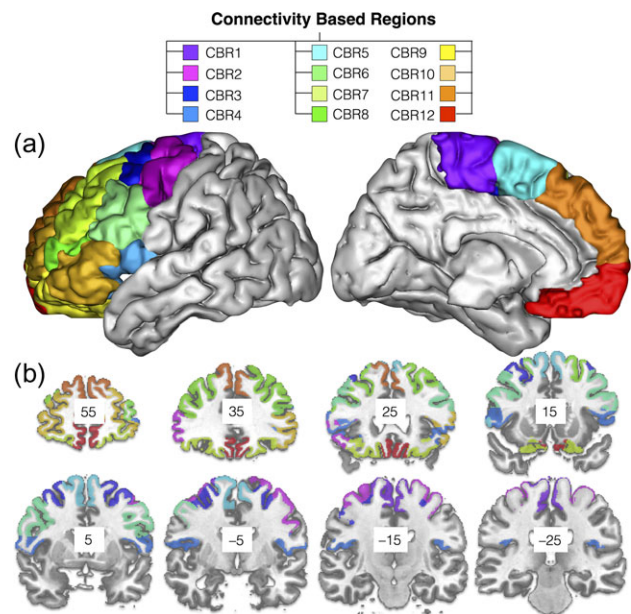 Connectivity Based Regions
CBR1 CBR5 CBR9
CBR2 CBR6 CBR10
CBR3 CBR7 CBR11
CBR4 CBR8 CBR12
(a)
(b)
55 35 25 15
5 −5 −15 −25